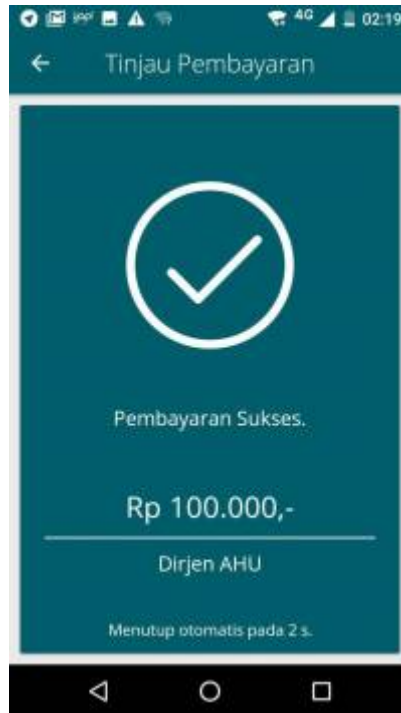 4G 02:19
Tinjau Pembayaran
Pembayaran Sukses.
Rp 100.000,-
Dirjen AHU
Menutup otomatis pada 2 s.